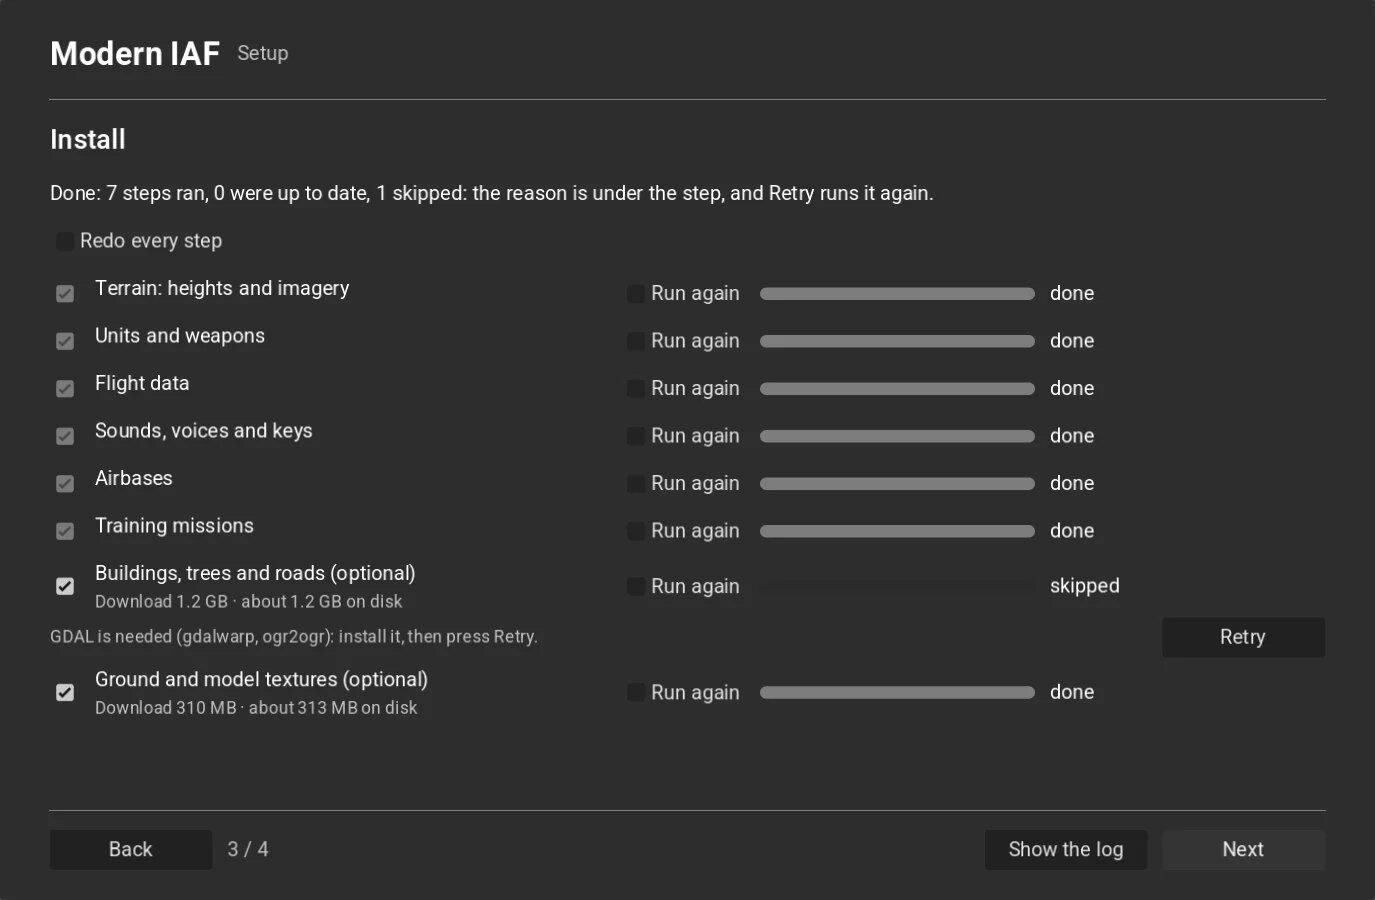 Modern IAF Setup
Install
Done: 7 steps ran, 0 were up to date, 1 skipped: the reason is under the step, and Retry runs it again.
Redo every step
Terrain: heights and imagery Run again done
Units and weapons Run again done
Flight data Run again done
Sounds, voices and keys Run again done
Airbases Run again done
Training missions Run again done
Buildings, trees and roads (optional) Run again skipped
Download 1.2 GB · about 1.2 GB on disk
GDAL is needed (gdalwarp, ogr2ogr): install it, then press Retry. Retry
Ground and model textures (optional) Run again done
Download 310 MB · about 313 MB on disk
Back 3 / 4 Show the log Next